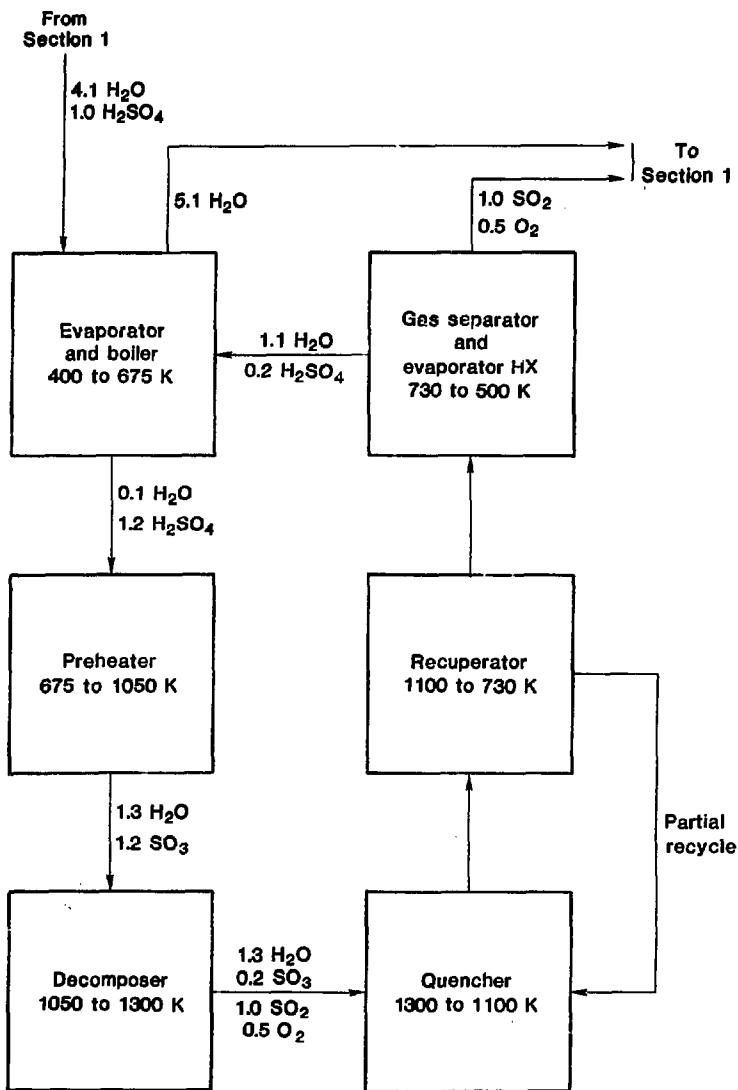 From
Section 1
4.1 H₂O
1.0 H₂SO₄
To
Section 1
5.1 H₂O
1.0 SO₂
0.5 O₂
Evaporator
and boiler
400 to 675 K
1.1 H₂O
0.2 H₂SO₄
Gas separator
and
evaporator HX
730 to 500 K
0.1 H₂O
1.2 H₂SO₄
Preheater
675 to 1050 K
Recuperator
1100 to 730 K
Partial
recycle
1.3 H₂O
1.2 SO₃
Decomposer
1050 to 1300 K
1.3 H₂O
0.2 SO₃
1.0 SO₂
0.5 O₂
Quencher
1300 to 1100 K